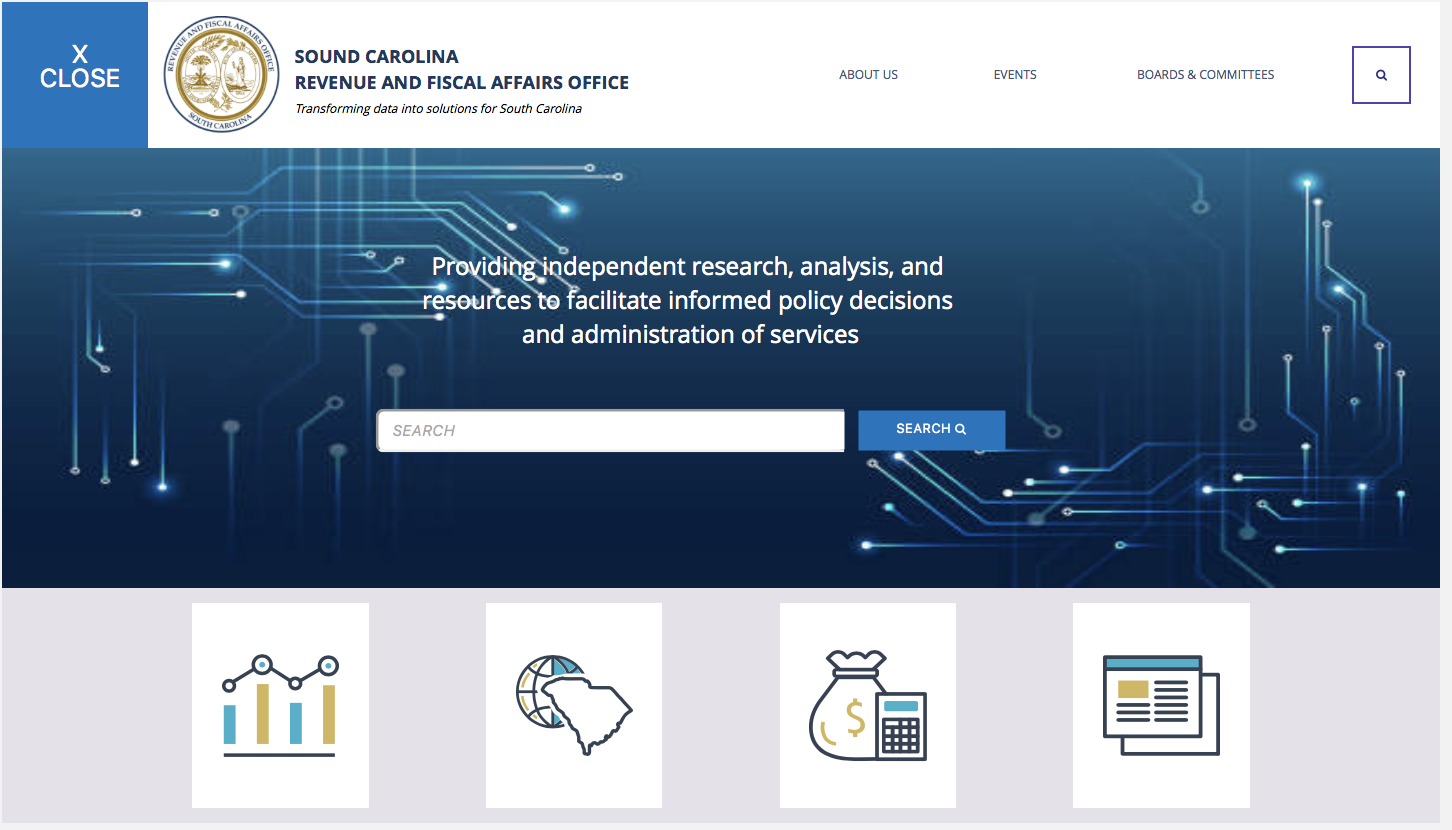 X
CLOSE
REVENUE AND FISCAL AFFAIRS OFFICE
SOUTH CAROLINA
SOUND CAROLINA
REVENUE AND FISCAL AFFAIRS OFFICE
Transforming data into solutions for South Carolina
ABOUT US
EVENTS
BOARDS & COMMITTEES
Providing independent research, analysis, and
resources to facilitate informed policy decisions
and administration of services
SEARCH
SEARCH
$